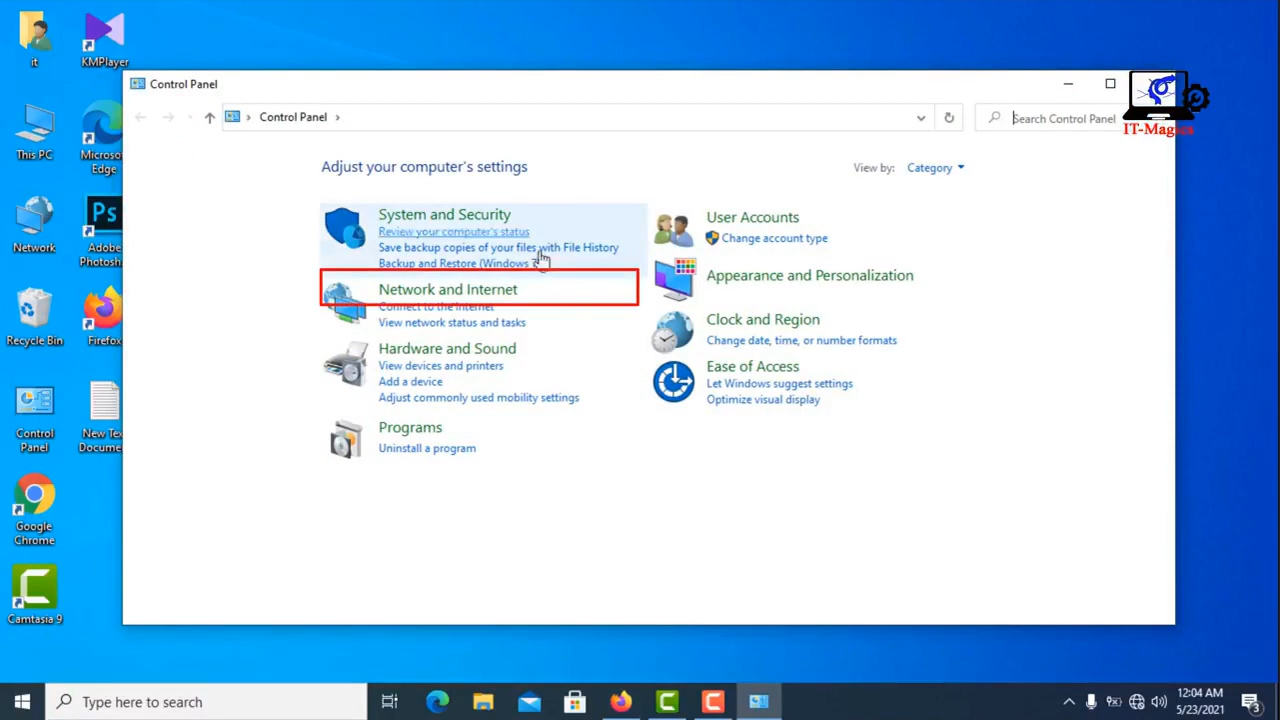 it
KMPlayer
This PC
Microsoft
Edge
Network
Adobe
Photosh...
Recycle Bin
Firefox
Control
Panel
New Tex
Docume
Google
Chrome
Camtasia 9
Control Panel
Control Panel
Search Control Panel
IT-Magics
Adjust your computer's settings
View by: Category
System and Security
Review your computer's status
Save backup copies of your files with File History
Backup and Restore (Windows
Network and Internet
Connect to the Internet
View network status and tasks
Hardware and Sound
View devices and printers
Add a device
Adjust commonly used mobility settings
Programs
Uninstall a program
User Accounts
Change account type
Appearance and Personalization
Clock and Region
Change date, time, or number formats
Ease of Access
Let Windows suggest settings
Optimize visual display
Type here to search
12:04 AM
5/23/2021
3